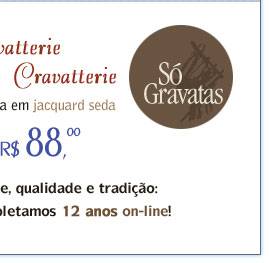 vatterie
Cravatterie
a em jacquard seda
R$ 88,00
e, qualidade e tradição:
pletamos 12 anos on-line!
Só
Gravatas